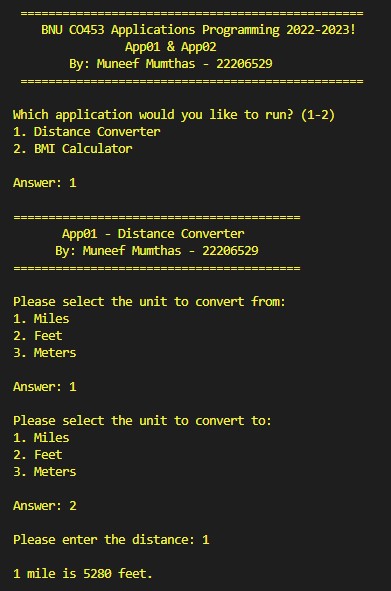 ==================================================
BNU CO453 Applications Programming 2022-2023!
App01 & App02
By: Muneef Mumthas - 22206529
==================================================
Which application would you like to run? (1-2)
1. Distance Converter
2. BMI Calculator
Answer: 1
=========================================
App01 - Distance Converter
By: Muneef Mumthas - 22206529
=========================================
Please select the unit to convert from:
1. Miles
2. Feet
3. Meters
Answer: 1
Please select the unit to convert to:
1. Miles
2. Feet
3. Meters
Answer: 2
Please enter the distance: 1
1 mile is 5280 feet.